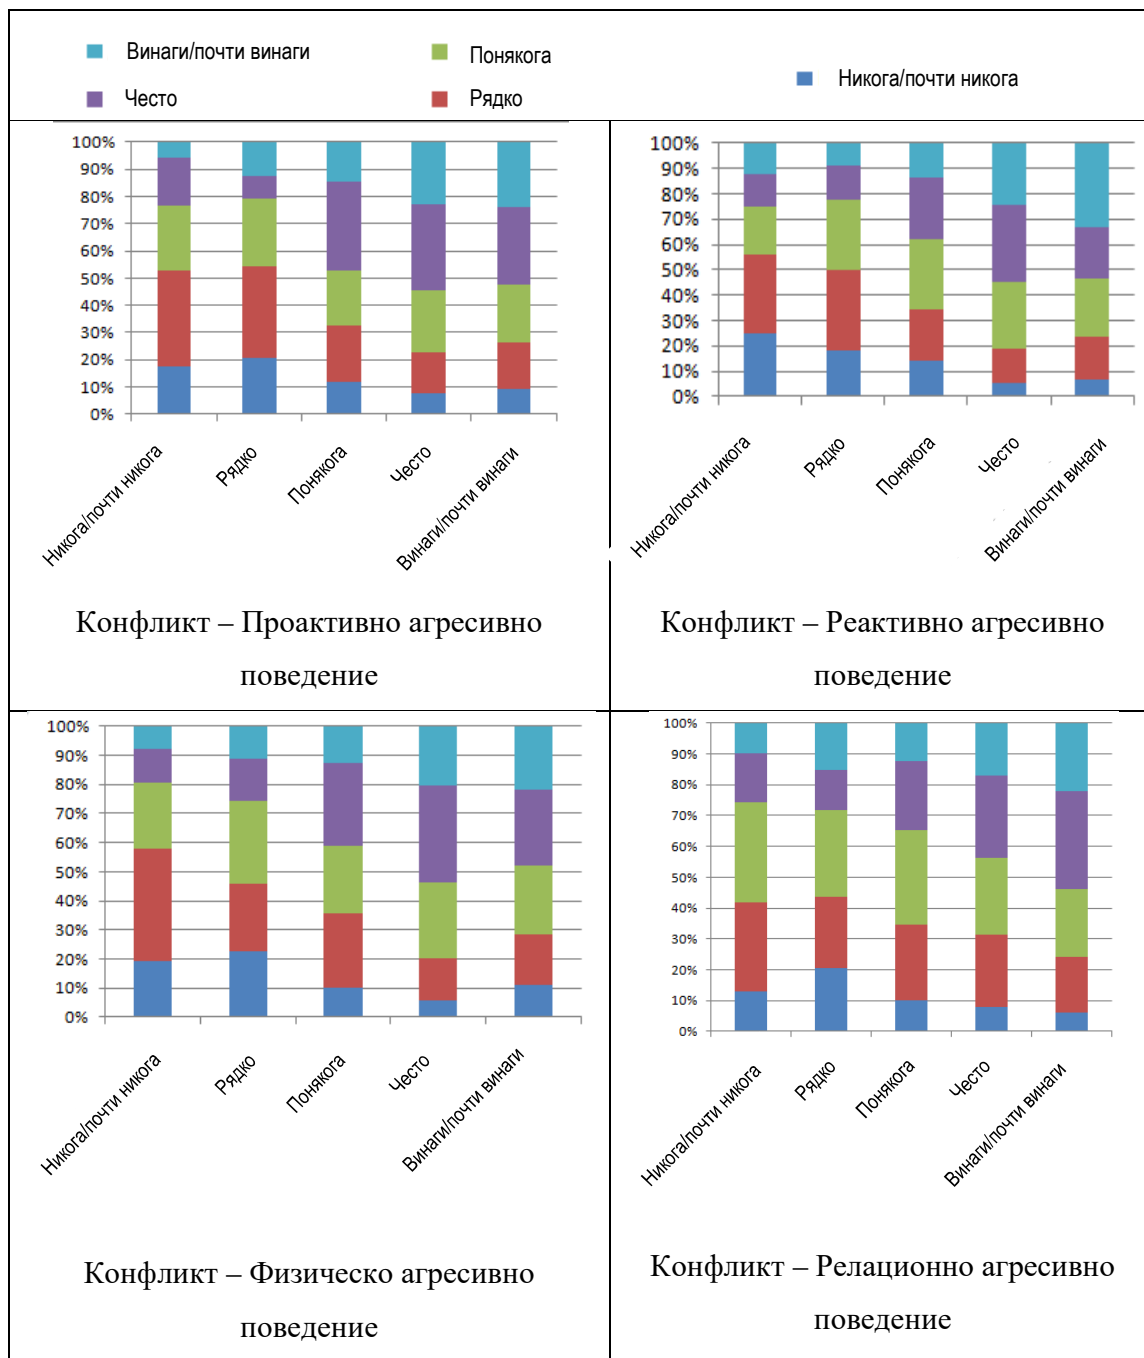 Винаги/почти винаги
Понякога
Никога/почти никога
Често
Рядко
100%
90%
80%
70%
60%
50%
40%
30%
20%
10%
0%
Никога/почти никога
Рядко
Понякога
Често
Винаги/почти винаги
Конфликт – Проактивно агресивно
поведение
100%
90%
80%
70%
60%
50%
40%
30%
20%
10%
0%
Никога/почти никога
Рядко
Понякога
Често
Винаги/почти винаги
Конфликт – Реактивно агресивно
поведение
100%
90%
80%
70%
60%
50%
40%
30%
20%
10%
0%
Никога/почти никога
Рядко
Понякога
Често
Винаги/почти винаги
Конфликт – Физическо агресивно
поведение
100%
90%
80%
70%
60%
50%
40%
30%
20%
10%
0%
Никога/почти никога
Рядко
Понякога
Често
Винаги/почти винаги
Конфликт – Релационно агресивно
поведение